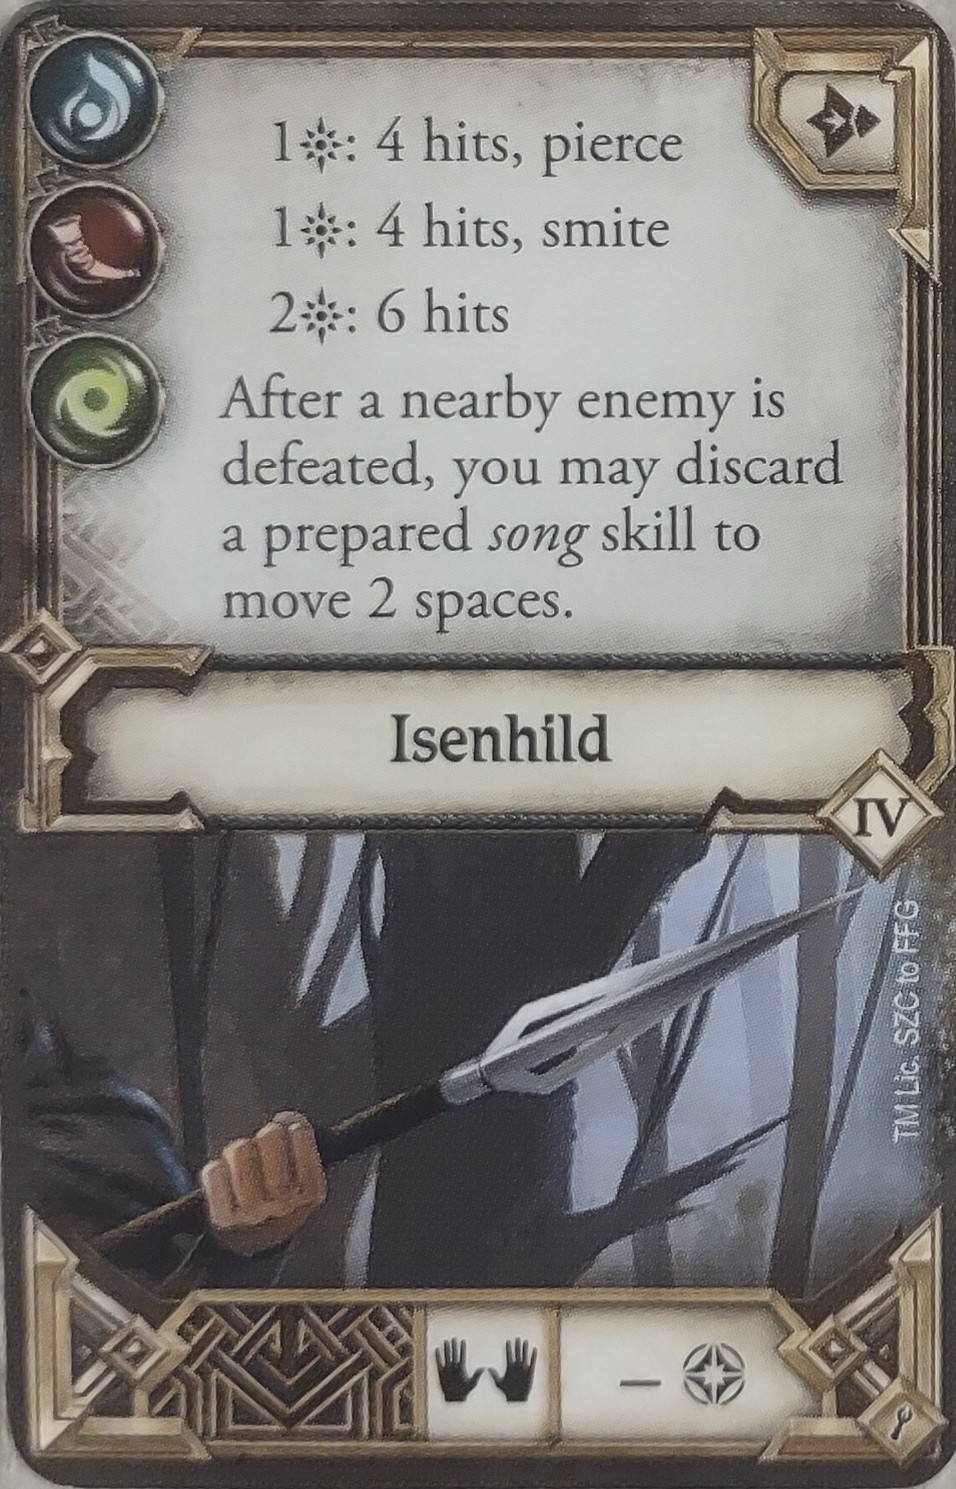 1: 4 hits, pierce
1: 4 hits, smite
2: 6 hits
After a nearby enemy is
defeated, you may discard
a prepared song skill to
move 2 spaces.
Isenhild
IV
TM Lic. SZC to FFG
–